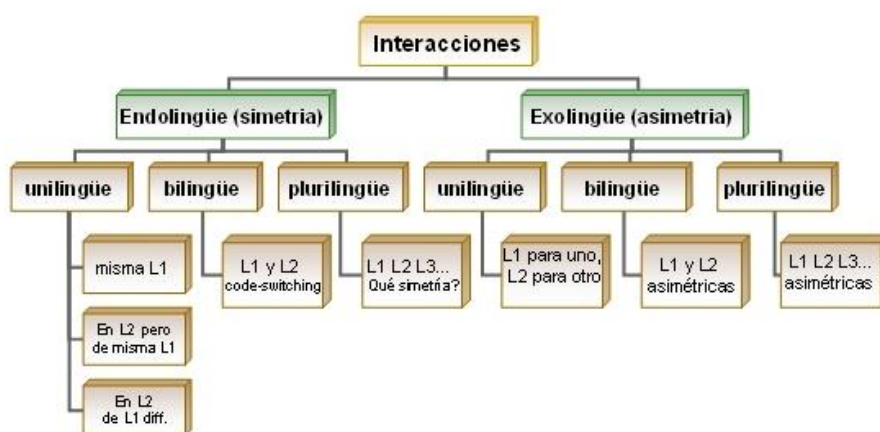 Interacciones
Endolingüe (simetria)
Exolingüe (asimetria)
unilingüe
bilingüe
plurilingüe
unilingüe
bilingüe
plurilingüe
misma L1
L1 y L2
code-switching
L1 L2 L3...
Qué simetría?
L1 para uno,
L2 para otro
L1 y L2
asimétricas
L1 L2 L3...
asimétricas
En L2 pero
de misma L1
En L2
de L1 diff.